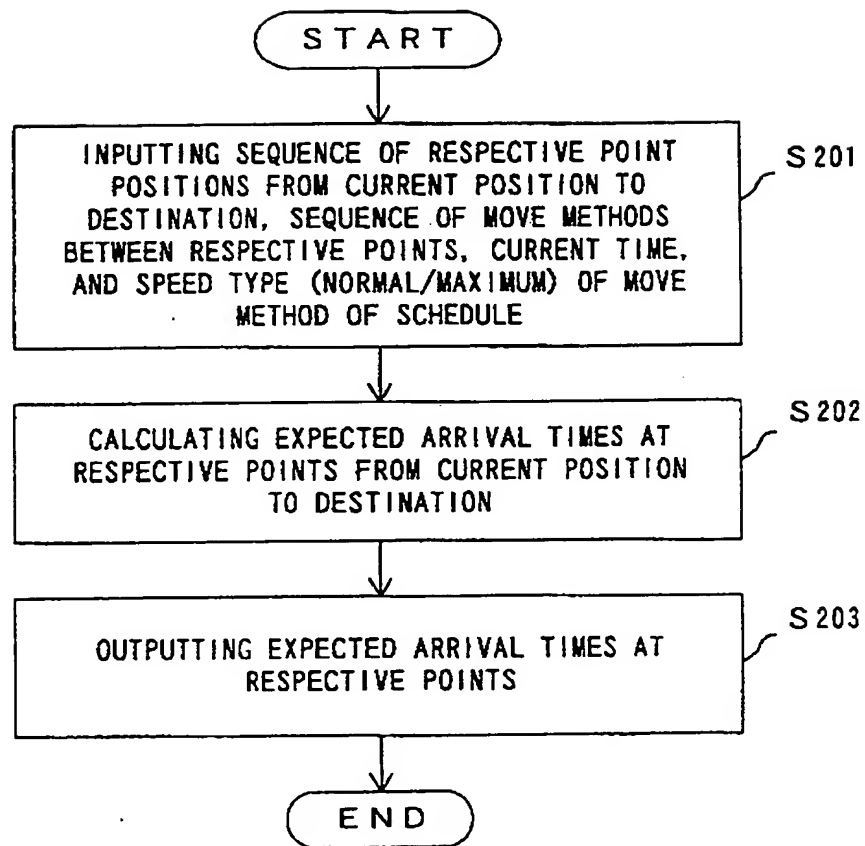 START
INPUTTING SEQUENCE OF RESPECTIVE POINT
POSITIONS FROM CURRENT POSITION TO
DESTINATION, SEQUENCE OF MOVE METHODS
BETWEEN RESPECTIVE POINTS, CURRENT TIME,
AND SPEED TYPE (NORMAL/MAXIMUM) OF MOVE
METHOD OF SCHEDULE
S201
CALCULATING EXPECTED ARRIVAL TIMES AT
RESPECTIVE POINTS FROM CURRENT POSITION
TO DESTINATION
S202
OUTPUTTING EXPECTED ARRIVAL TIMES AT
RESPECTIVE POINTS
S203
END